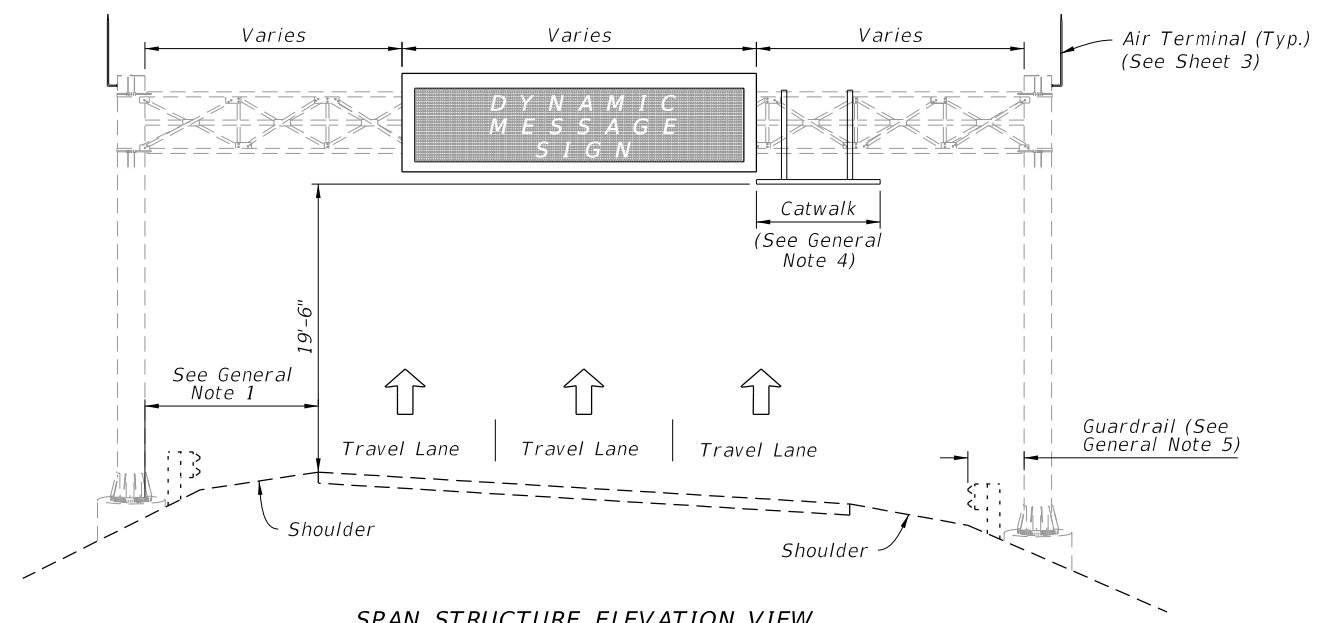 Varies
Varies
Varies
Air Terminal (Typ.)
(See Sheet 3)
DYNAMIC
MESSAGE
SIGN
Catwalk
(See General
Note 4)
19'-6"
See General
Note 1
Travel Lane
Travel Lane
Travel Lane
Guardrail (See
General Note 5)
Shoulder
Shoulder
SPAN STRUCTURE ELEVATION VIEW